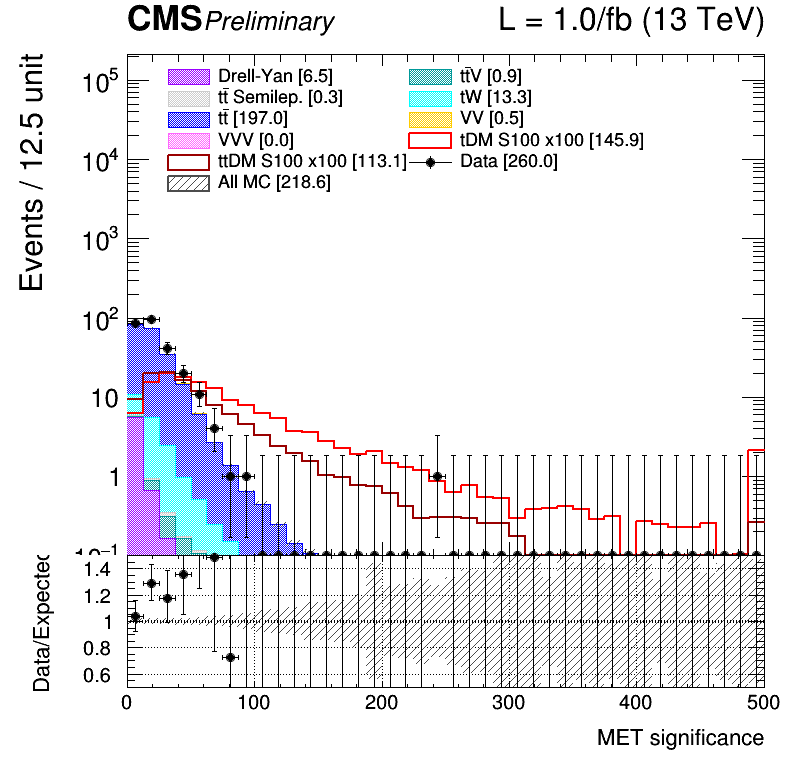 CMS Preliminary L = 1.0/fb (13 TeV)
Events / 12.5 unit
Drell-Yan [6.5] tt̄V [0.9]
tt̄ Semilep. [0.3] tW [13.3]
tt̄ [197.0] VV [0.5]
VVV [0.0] tDM S100 x100 [145.9]
ttDM S100 x100 [113.1] Data [260.0]
All MC [218.6]
10⁵
10⁴
10³
10²
10
1
10⁻¹
Data/Expected
1.4
1.2
1
0.8
0.6
0 100 200 300 400 500
MET significance